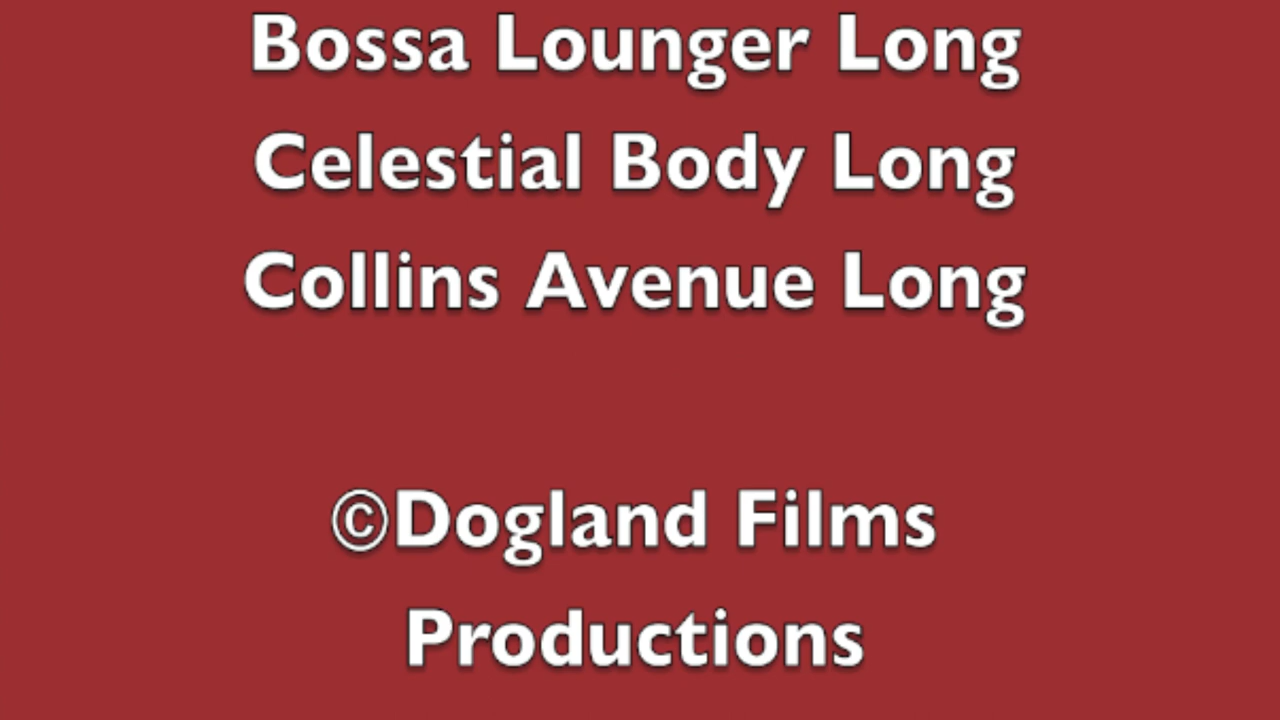 Bossa Lounger Long
Celestial Body Long
Collins Avenue Long
©Dogland Films
Productions